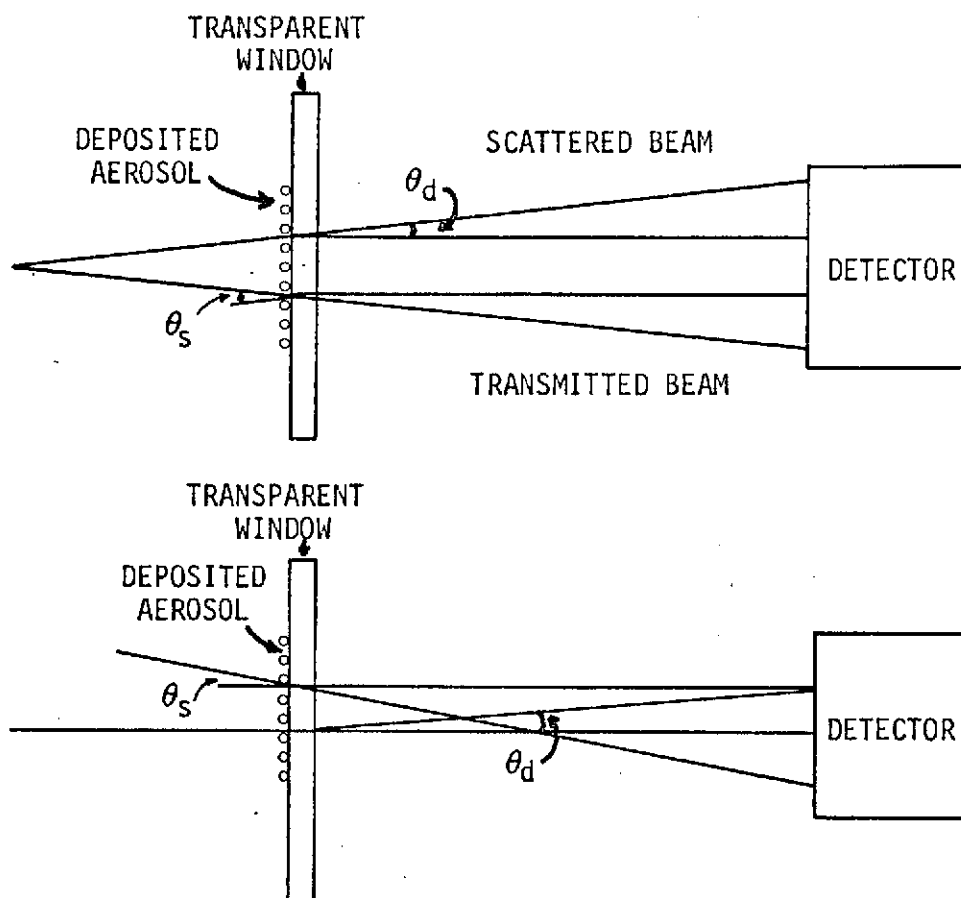 TRANSPARENT
WINDOW
DEPOSITED
AEROSOL
SCATTERED BEAM
θd
DETECTOR
θs
TRANSMITTED BEAM
TRANSPARENT
WINDOW
DEPOSITED
AEROSOL
θs
DETECTOR
θd